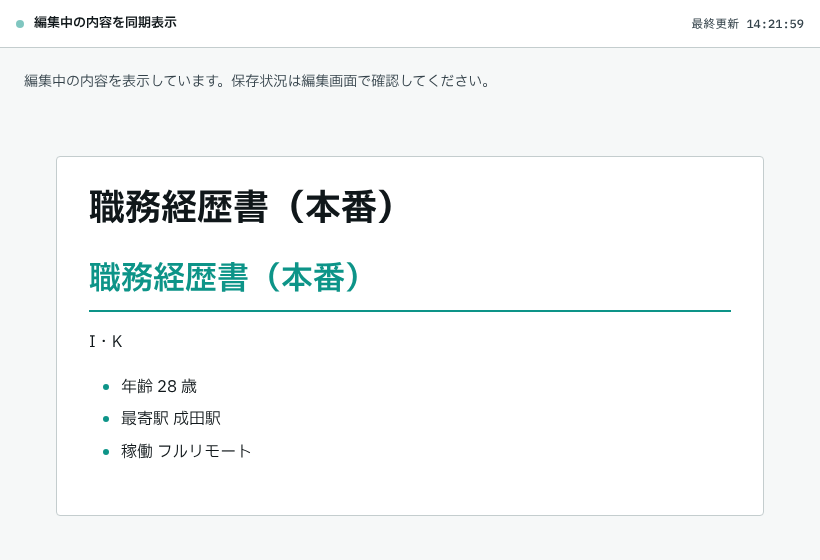 編集中の内容を同期表示
最終更新 14:21:59
編集中の内容を表示しています。保存状況は編集画面で確認してください。
職務経歴書（本番）
職務経歴書（本番）
I・K
年齢 28 歳
最寄駅 成田駅
稼働 フルリモート